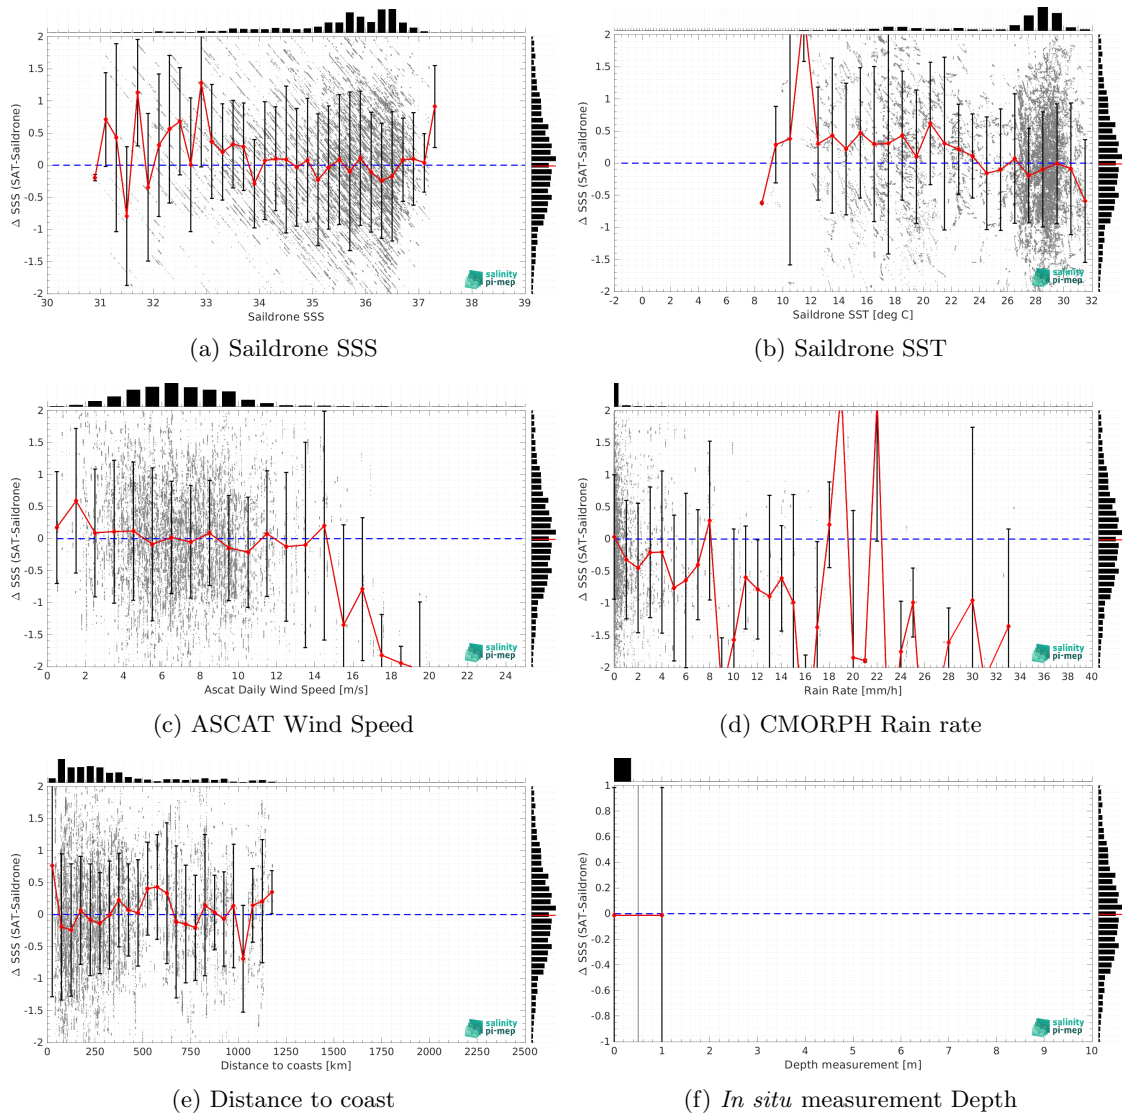 2
1.5
1
0.5
0
-0.5
-1
-1.5
-2
Δ SSS (SAT-Saildrone)
30 31 32 33 34 35 36 37 38 39
Saildrone SSS
salinity
pi-mep
(a) Saildrone SSS
2
1.5
1
0.5
0
-0.5
-1
-1.5
-2
Δ SSS (SAT-Saildrone)
-2 0 2 4 6 8 10 12 14 16 18 20 22 24 26 28 30 32
Saildrone SST [deg C]
salinity
pi-mep
(b) Saildrone SST
2
1.5
1
0.5
0
-0.5
-1
-1.5
-2
Δ SSS (SAT-Saildrone)
0 2 4 6 8 10 12 14 16 18 20 22 24
Ascat Daily Wind Speed [m/s]
salinity
pi-mep
(c) ASCAT Wind Speed
2
1.5
1
0.5
0
-0.5
-1
-1.5
-2
Δ SSS (SAT-Saildrone)
0 2 4 6 8 10 12 14 16 18 20 22 24 26 28 30 32 34 36 38 40
Rain Rate [mm/h]
salinity
pi-mep
(d) CMORPH Rain rate
2
1.5
1
0.5
0
-0.5
-1
-1.5
-2
Δ SSS (SAT-Saildrone)
0 250 500 750 1000 1250 1500 1750 2000 2250 2500
Distance to coasts [km]
salinity
pi-mep
(e) Distance to coast
1
0.8
0.6
0.4
0.2
0
-0.2
-0.4
-0.6
-0.8
-1
Δ SSS (SAT-Saildrone)
0 1 2 3 4 5 6 7 8 9 10
Depth measurement [m]
salinity
pi-mep
(f) In situ measurement Depth